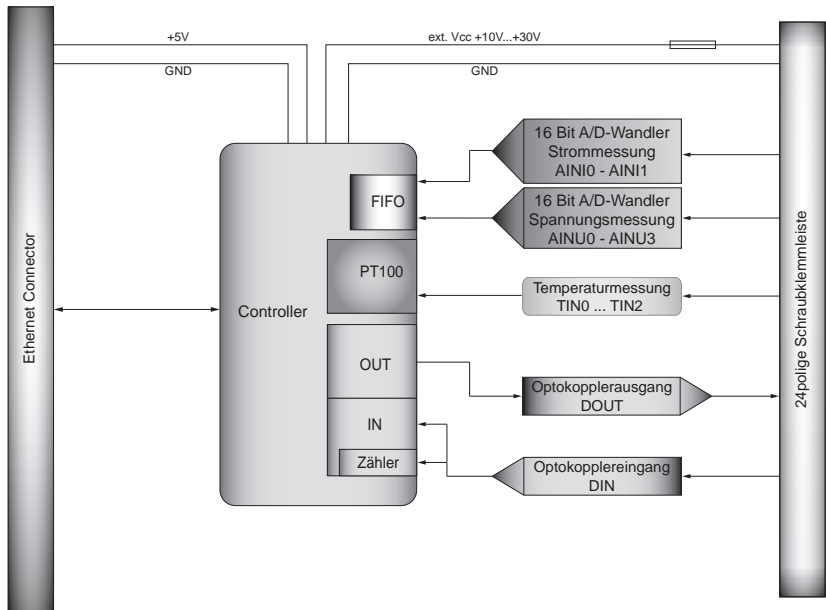 +5V
GND
ext. Vcc +10V...+30V
GND
Ethernet Connector
Controller
FIFO
PT100
OUT
IN
Zähler
16 Bit A/D-Wandler
Strommessung
AINI0 - AINI1
16 Bit A/D-Wandler
Spannungsmessung
AINU0 - AINU3
Temperaturmessung
TIN0 ... TIN2
Optokopplerausgang
DOUT
Optokopplereingang
DIN
24polige Schraubklemmleiste